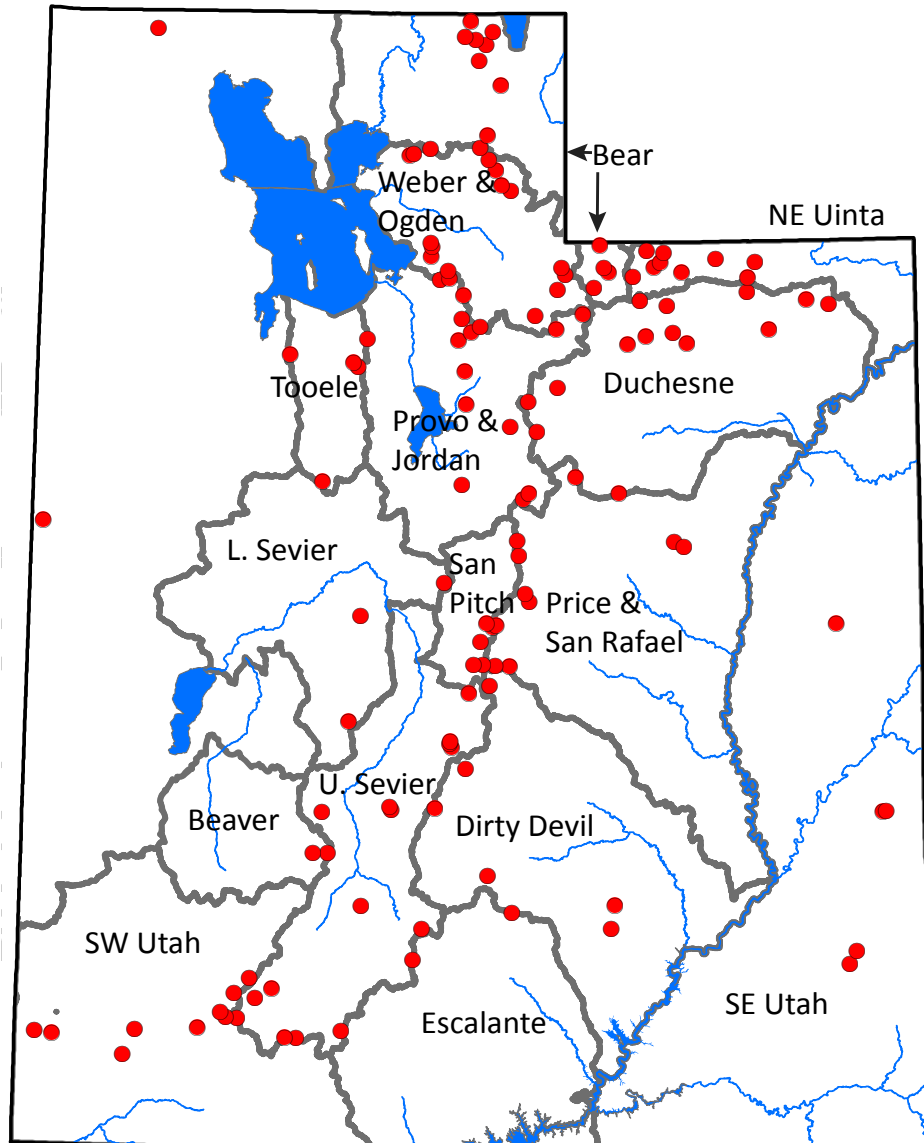 Bear
Weber &
Ogden
NE Uinta
Tooele
Duchesne
Provo &
Jordan
L. Sevier
San
Pitch
Price &
San Rafael
U. Sevier
Beaver
Dirty Devil
SW Utah
SE Utah
Escalante